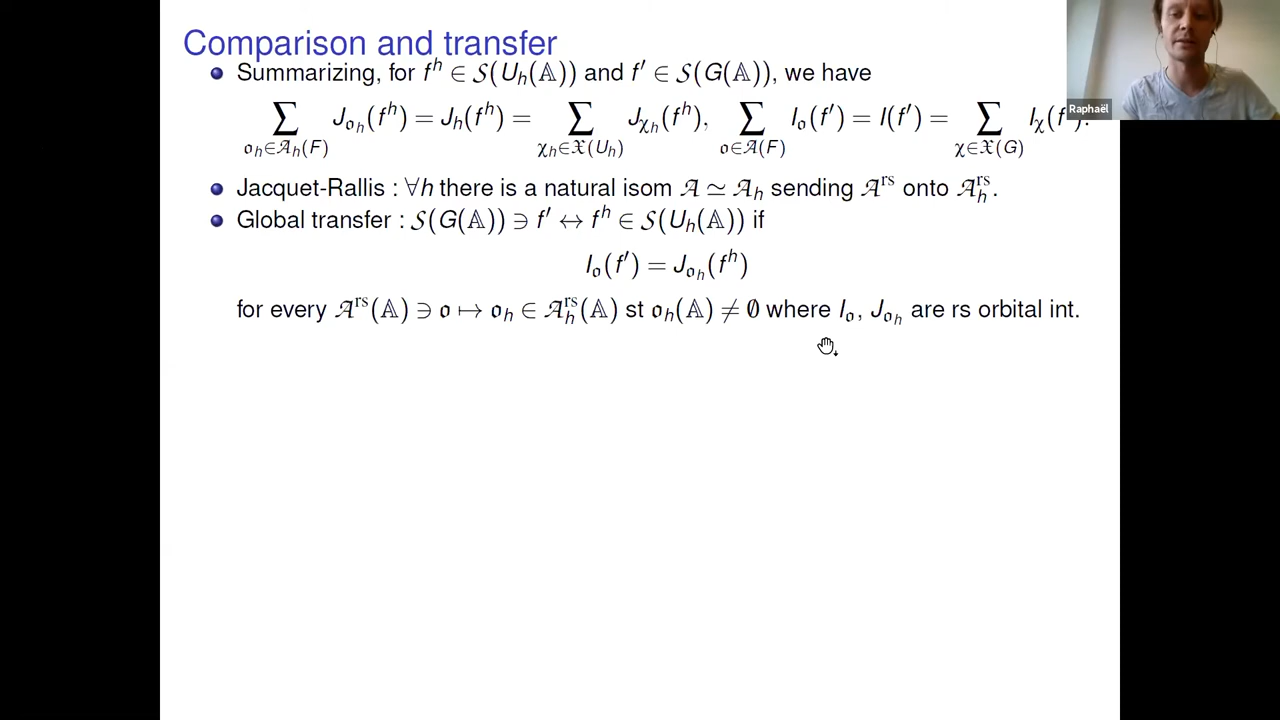 Comparison and transfer
Summarizing, for f^h ∈ 𝒮(U_h(𝔸)) and f′ ∈ 𝒮(G(𝔸)), we have
∑_{𝔬_h∈𝒜_h(F)} J_{𝔬_h}(f^h) = J_h(f^h) = ∑_{χ_h∈𝔛(U_h)} J_{χ_h}(f^h), ∑_{𝔬∈𝒜(F)} I_𝔬(f′) = I(f′) = ∑_{χ∈𝔛(G)} I_χ(f
Jacquet-Rallis : ∀h there is a natural isom 𝒜 ≃ 𝒜_h sending 𝒜^rs onto 𝒜_h^rs.
Global transfer : 𝒮(G(𝔸)) ∋ f′ ↔ f^h ∈ 𝒮(U_h(𝔸)) if
I_𝔬(f′) = J_{𝔬_h}(f^h)
for every 𝒜^rs(𝔸) ∋ 𝔬 ↦ 𝔬_h ∈ 𝒜_h^rs(𝔸) st 𝔬_h(𝔸) ≠ ∅ where I_𝔬, J_{𝔬_h} are rs orbital int.
Raphaël